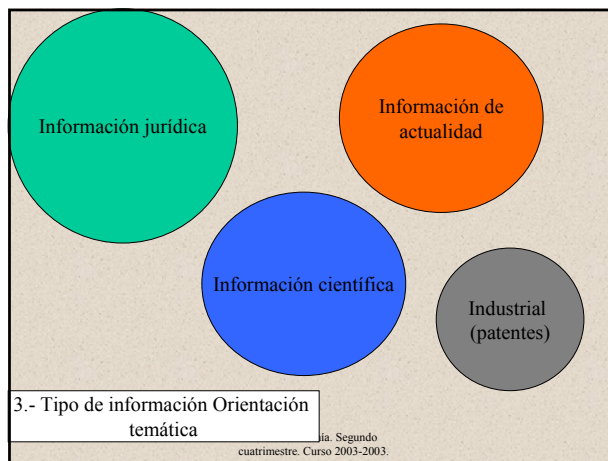 Información jurídica
Información de
actualidad
Información científica
Industrial
(patentes)
3.- Tipo de información Orientación
temática
Segundo
cuatrimestre. Curso 2003-2003.